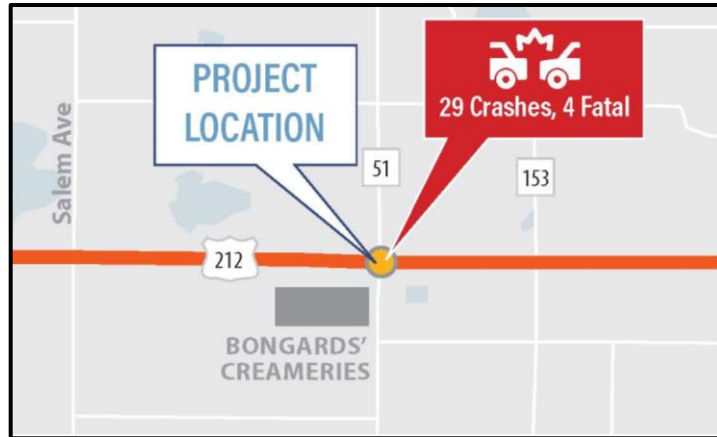 PROJECT
LOCATION
29 Crashes, 4 Fatal
Salem Ave
51
153
212
BONGARDS'
CREAMERIES